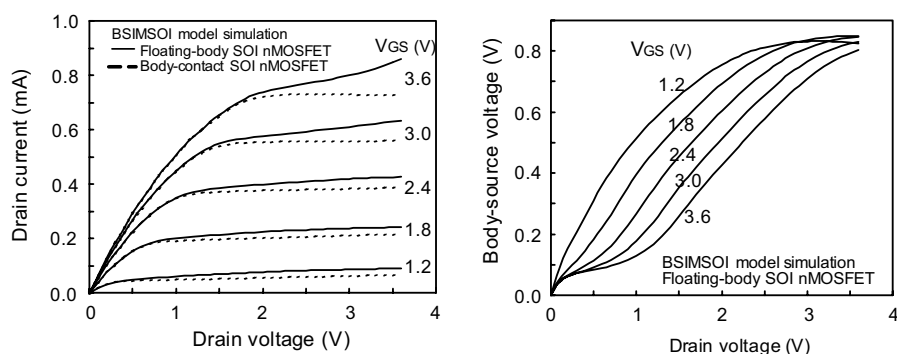 1.0
0.8
0.6
0.4
0.2
0.0
Drain current (mA)
BSIMSOI model simulation
Floating-body SOI nMOSFET
Body-contact SOI nMOSFET
VGS (V)
3.6
3.0
2.4
1.8
1.2
0 1 2 3 4
Drain voltage (V)
0.8
0.6
0.4
0.2
0.0
Body-source voltage (V)
VGS (V)
1.2
1.8
2.4
3.0
3.6
BSIMSOI model simulation
Floating-body SOI nMOSFET
0 1 2 3 4
Drain voltage (V)